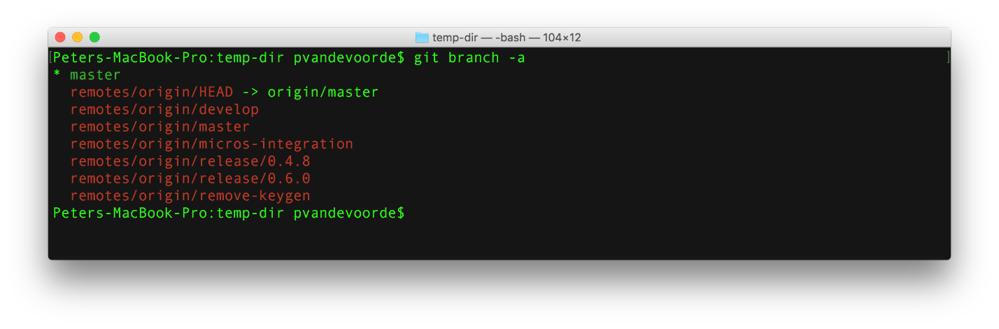 temp-dir — -bash — 104×12
[Peters-MacBook-Pro:temp-dir pvandevoorde$ git branch -a ]
* master
remotes/origin/HEAD -> origin/master
remotes/origin/develop
remotes/origin/master
remotes/origin/micros-integration
remotes/origin/release/0.4.8
remotes/origin/release/0.6.0
remotes/origin/remove-keygen
Peters-MacBook-Pro:temp-dir pvandevoorde$